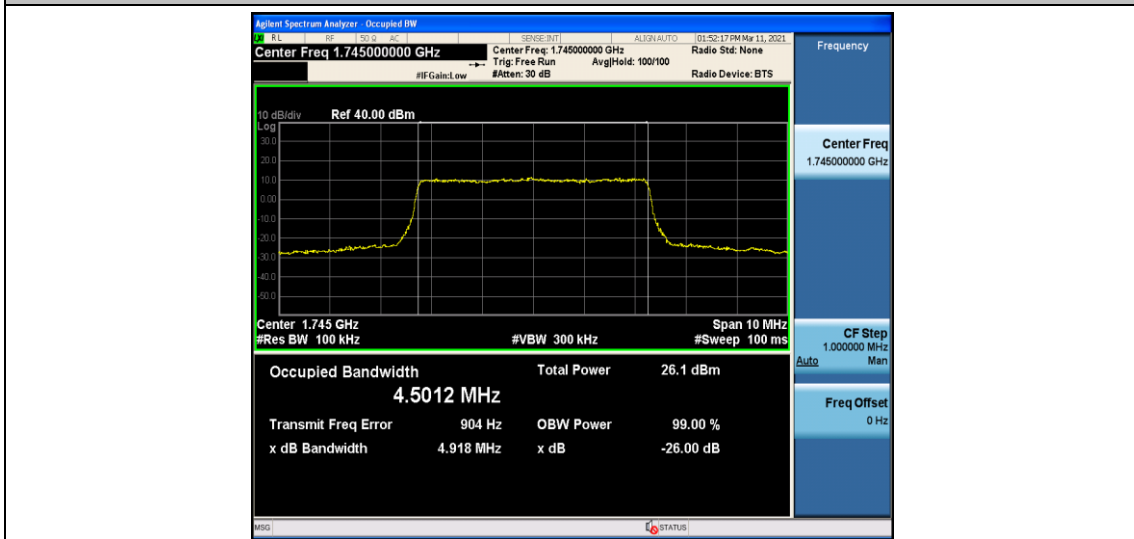 Agilent Spectrum Analyzer - Occupied BW
RL RF 50 Ω AC SENSE:INT ALIGN AUTO 01:52:17 PM Mar 11, 2021
Center Freq 1.745000000 GHz Center Freq: 1.745000000 GHz Radio Std: None
Trig: Free Run Avg|Hold: 100/100
#IFGain:Low #Atten: 30 dB Radio Device: BTS
10 dB/div Ref 40.00 dBm
Log
30.0
20.0
10.0
0.00
-10.0
-20.0
-30.0
-40.0
-50.0
Center 1.745 GHz Span 10 MHz
#Res BW 100 kHz #VBW 300 kHz #Sweep 100 ms
Occupied Bandwidth Total Power 26.1 dBm
4.5012 MHz
Transmit Freq Error 904 Hz OBW Power 99.00 %
x dB Bandwidth 4.918 MHz x dB -26.00 dB
MSG STATUS
Frequency
Center Freq
1.745000000 GHz
CF Step
1.000000 MHz
Auto Man
Freq Offset
0 Hz